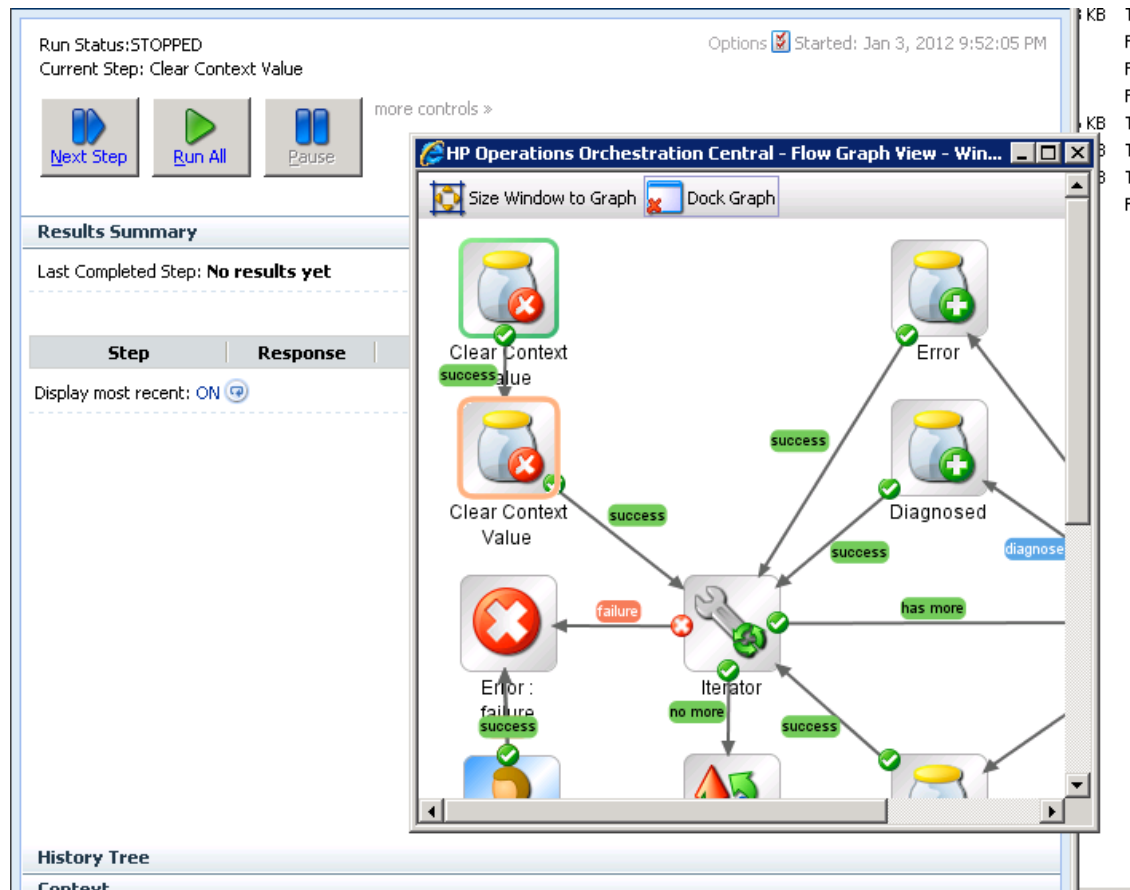 Run Status:STOPPED
Options Started: Jan 3, 2012 9:52:05 PM
Current Step: Clear Context Value
more controls »
Next Step
Run All
Pause
KB
KB
HP Operations Orchestration Central - Flow Graph View - Win...
Size Window to Graph
Dock Graph
Results Summary
Last Completed Step: No results yet
Step
Response
Display most recent: ON
Clear Context
Value
success
Error
success
Clear Context
Value
success
Diagnosed
success
diagnose
failure
has more
Error :
failure
success
Iterator
no more
success
History Tree
Context